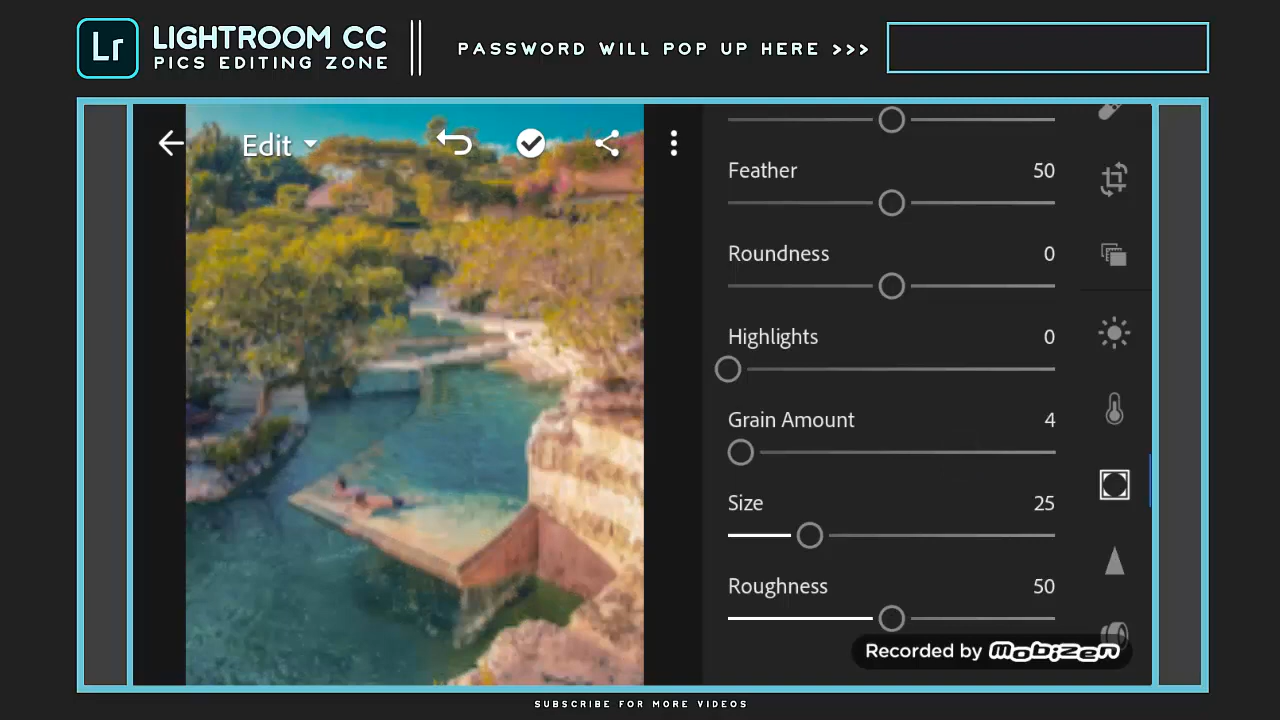 Lr
LIGHTROOM CC
PICS EDITING ZONE
PASSWORD WILL POP UP HERE >>>
Edit
Feather 50
Roundness 0
Highlights 0
Grain Amount 4
Size 25
Roughness 50
Recorded by Mobizen
SUBSCRIBE FOR MORE VIDEOS